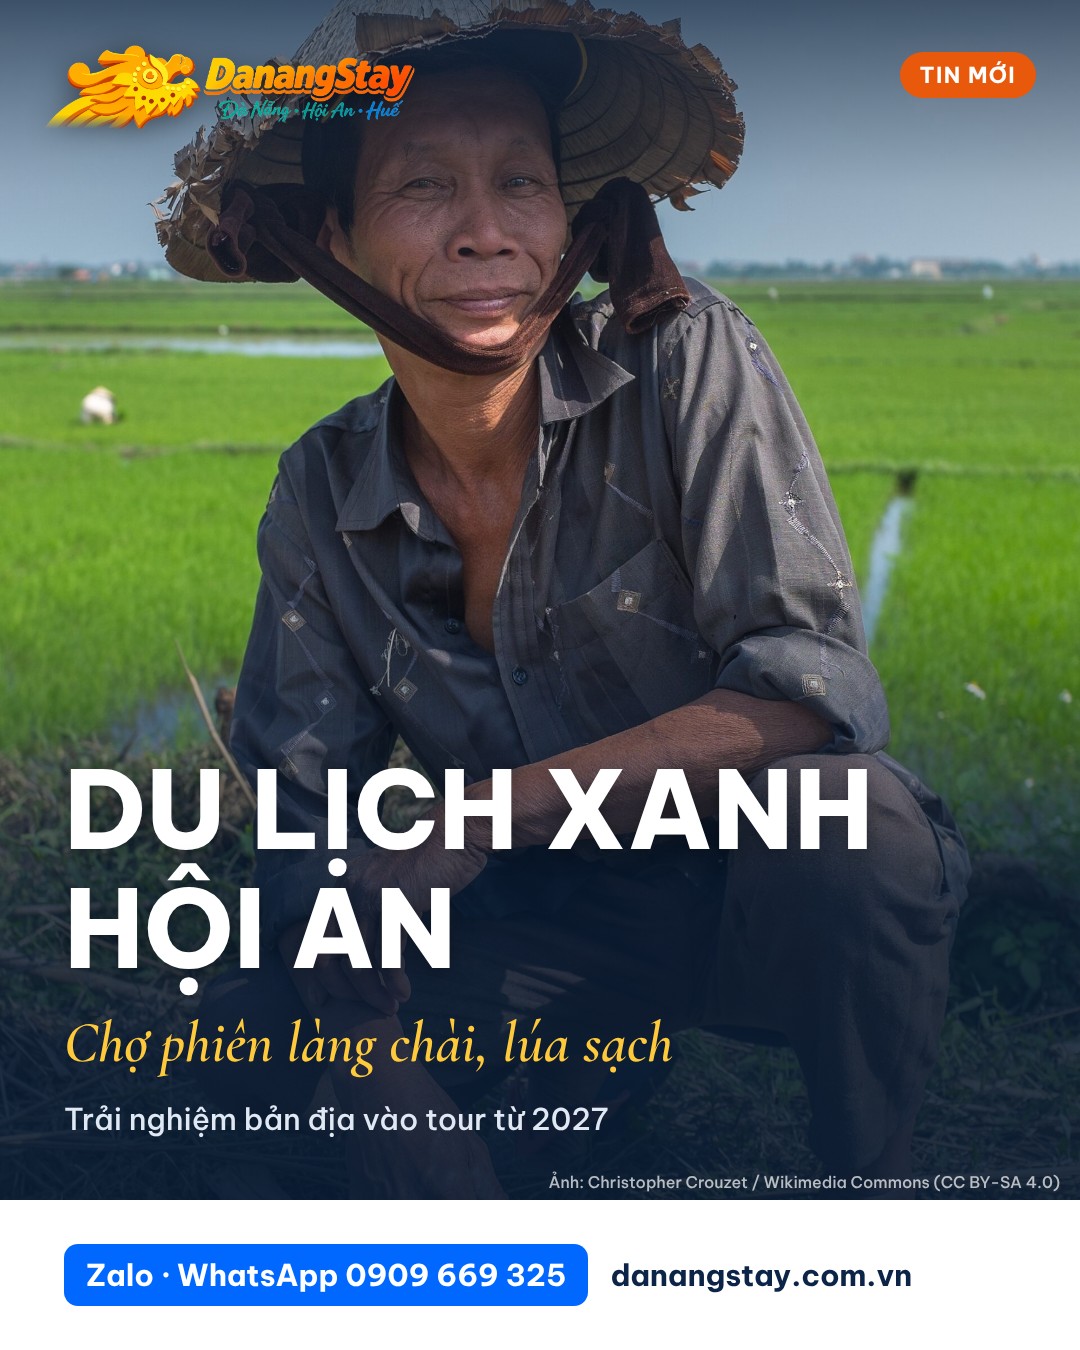 DanangStay
Đà Nẵng · Hội An · Huế
TIN MỚI
DU LỊCH XANH
HỘI AN
Chợ phiên làng chài, lúa sạch
Trải nghiệm bản địa vào tour từ 2027
Ảnh: Christopher Crouzet / Wikimedia Commons (CC BY-SA 4.0)
Zalo · WhatsApp 0909 669 325
danangstay.com.vn